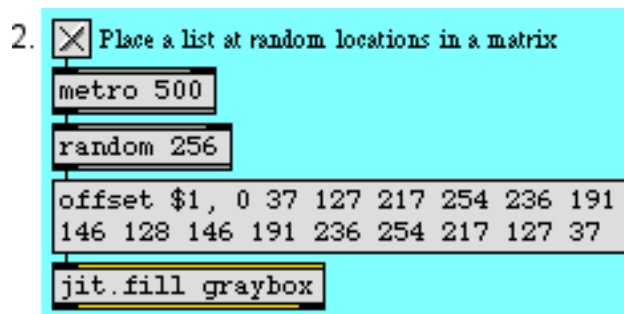 2. Place a list at random locations in a matrix
metro 500
random 256
offset $1, 0 37 127 217 254 236 191
146 128 146 191 236 254 217 127 37
jit.fill graybox